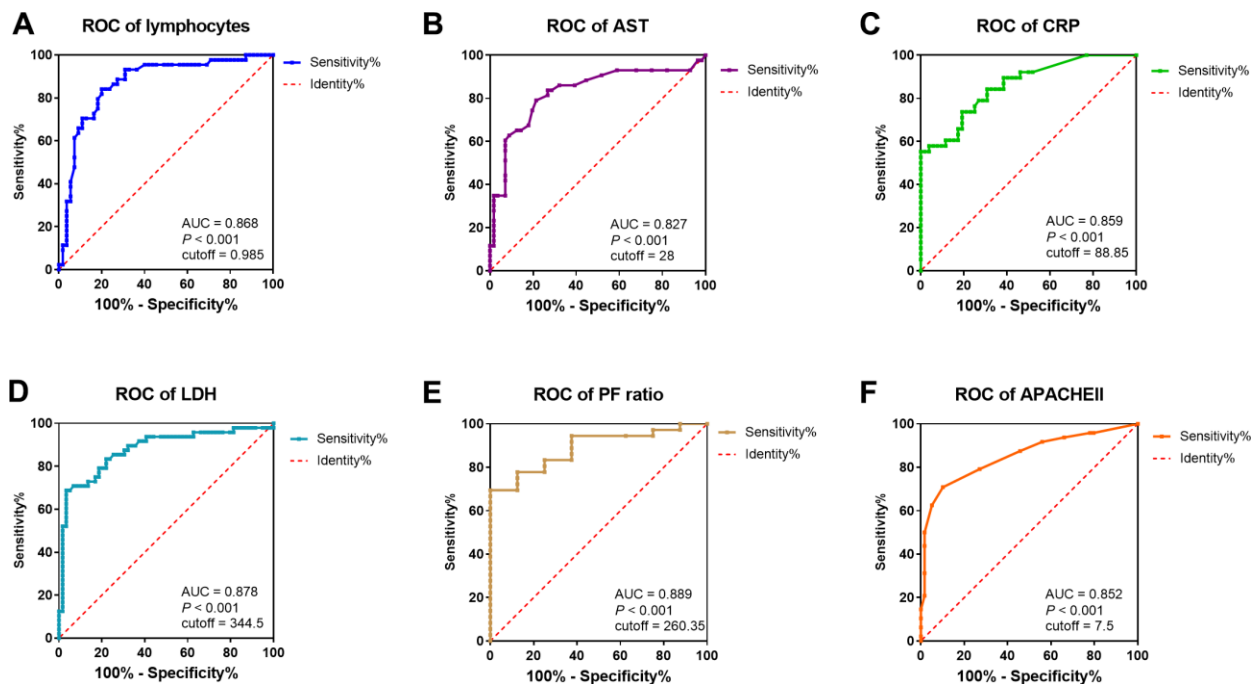 A
ROC of lymphocytes
Sensitivity%
100
80
60
40
20
0
0 20 40 60 80 100
100% - Specificity%
Sensitivity%
Identity%
AUC = 0.868
P < 0.001
cutoff = 0.985
B
ROC of AST
Sensitivity%
100
80
60
40
20
0
0 20 40 60 80 100
100% - Specificity%
Sensitivity%
Identity%
AUC = 0.827
P < 0.001
cutoff = 28
C
ROC of CRP
Sensitivity%
100
80
60
40
20
0
0 20 40 60 80 100
100% - Specificity%
Sensitivity%
Identity%
AUC = 0.859
P < 0.001
cutoff = 88.85
D
ROC of LDH
Sensitivity%
100
80
60
40
20
0
0 20 40 60 80 100
100% - Specificity%
Sensitivity%
Identity%
AUC = 0.878
P < 0.001
cutoff = 344.5
E
ROC of PF ratio
Sensitivity%
100
80
60
40
20
0
0 20 40 60 80 100
100% - Specificity%
Sensitivity%
Identity%
AUC = 0.889
P < 0.001
cutoff = 260.35
F
ROC of APACHEII
Sensitivity%
100
80
60
40
20
0
0 20 40 60 80 100
100% - Specificity%
Sensitivity%
Identity%
AUC = 0.852
P < 0.001
cutoff = 7.5